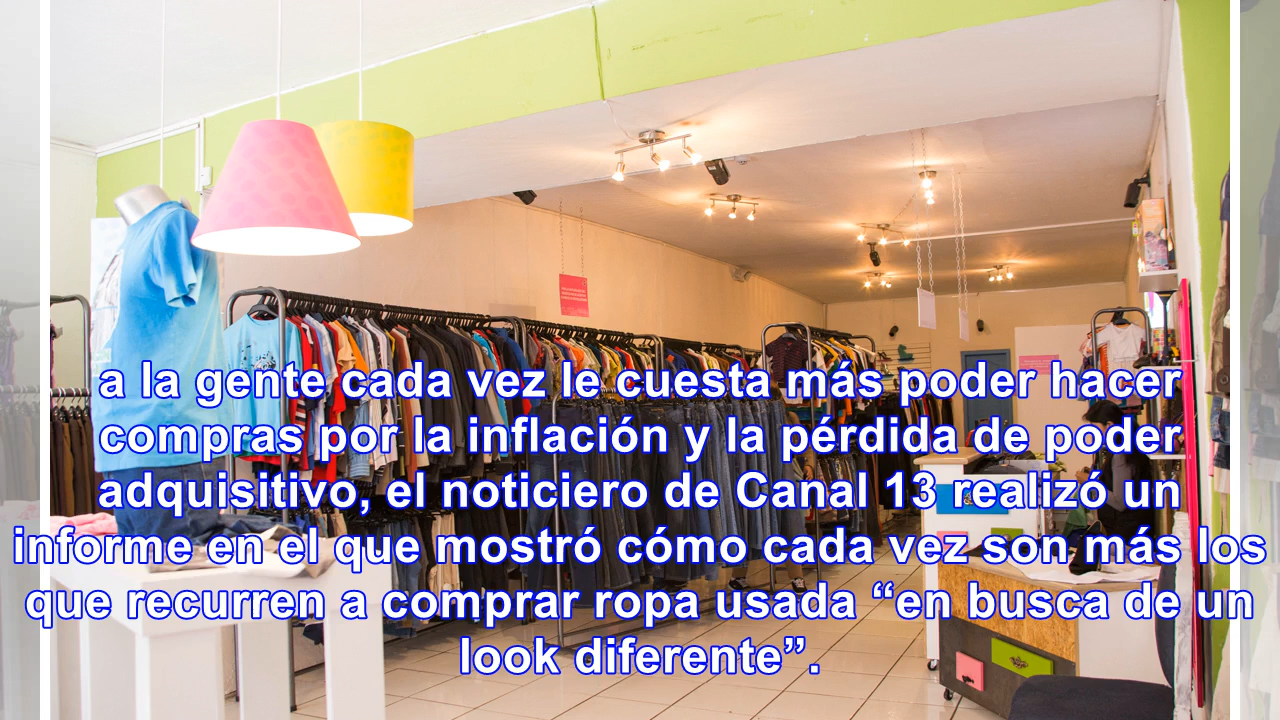 a la gente cada vez le cuesta más poder hacer
compras por la inflación y la pérdida de poder
adquisitivo, el noticiero de Canal 13 realizó un
informe en el que mostró cómo cada vez son más los
que recurren a comprar ropa usada “en busca de un
look diferente”.